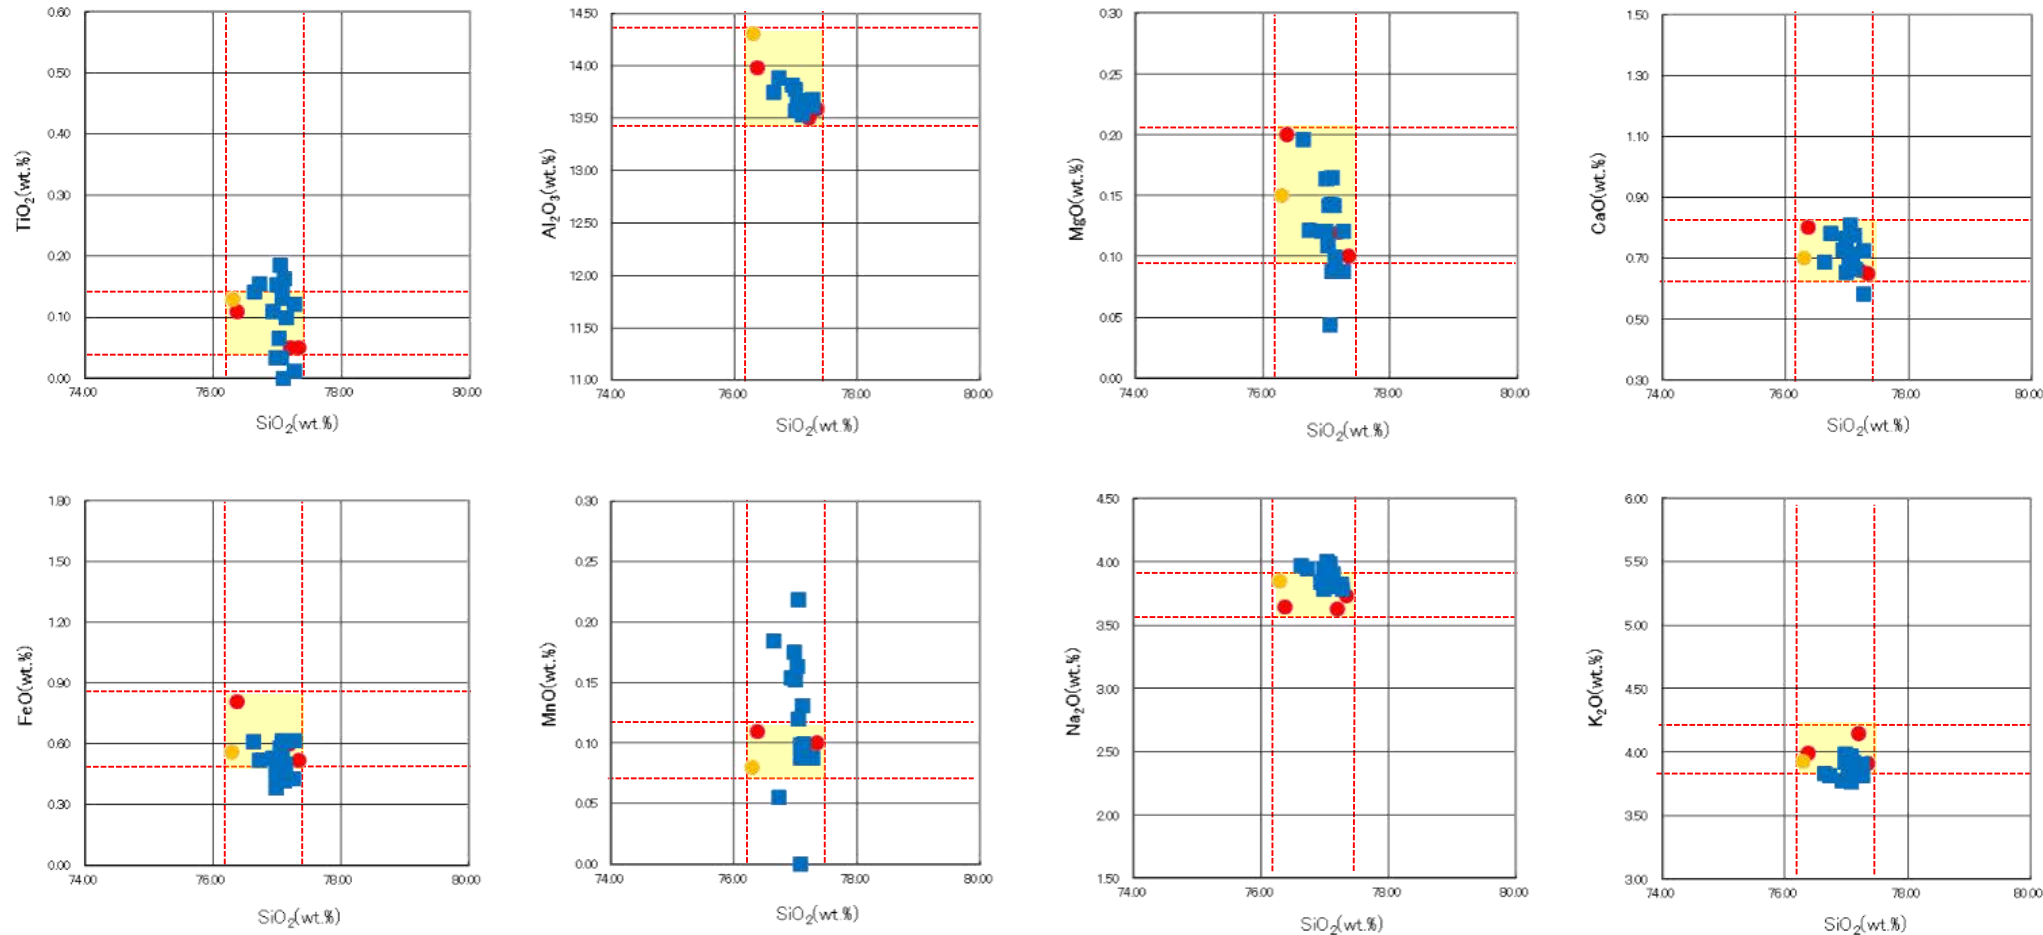 0.60
0.50
0.40
0.30
0.20
0.10
0.00
74.00 76.00 78.00 80.00
TiO2(wt.%)
SiO2(wt.%)
14.50
14.00
13.50
13.00
12.50
12.00
11.50
11.00
74.00 76.00 78.00 80.00
Al2O3(wt.%)
SiO2(wt.%)
0.30
0.25
0.20
0.15
0.10
0.05
0.00
74.00 76.00 78.00 80.00
MgO(wt.%)
SiO2(wt.%)
1.50
1.30
1.10
0.90
0.70
0.50
0.30
74.00 76.00 78.00 80.00
CaO(wt.%)
SiO2(wt.%)
1.80
1.50
1.20
0.90
0.60
0.30
0.00
74.00 76.00 78.00 80.00
FeO(wt.%)
SiO2(wt.%)
0.30
0.25
0.20
0.15
0.10
0.05
0.00
74.00 76.00 78.00 80.00
MnO(wt.%)
SiO2(wt.%)
4.50
4.00
3.50
3.00
2.50
2.00
1.50
74.00 76.00 78.00 80.00
Na2O(wt.%)
SiO2(wt.%)
6.00
5.50
5.00
4.50
4.00
3.50
3.00
74.00 76.00 78.00 80.00
K2O(wt.%)
SiO2(wt.%)